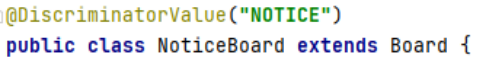 @DiscriminatorValue("NOTICE")
public class NoticeBoard extends Board {